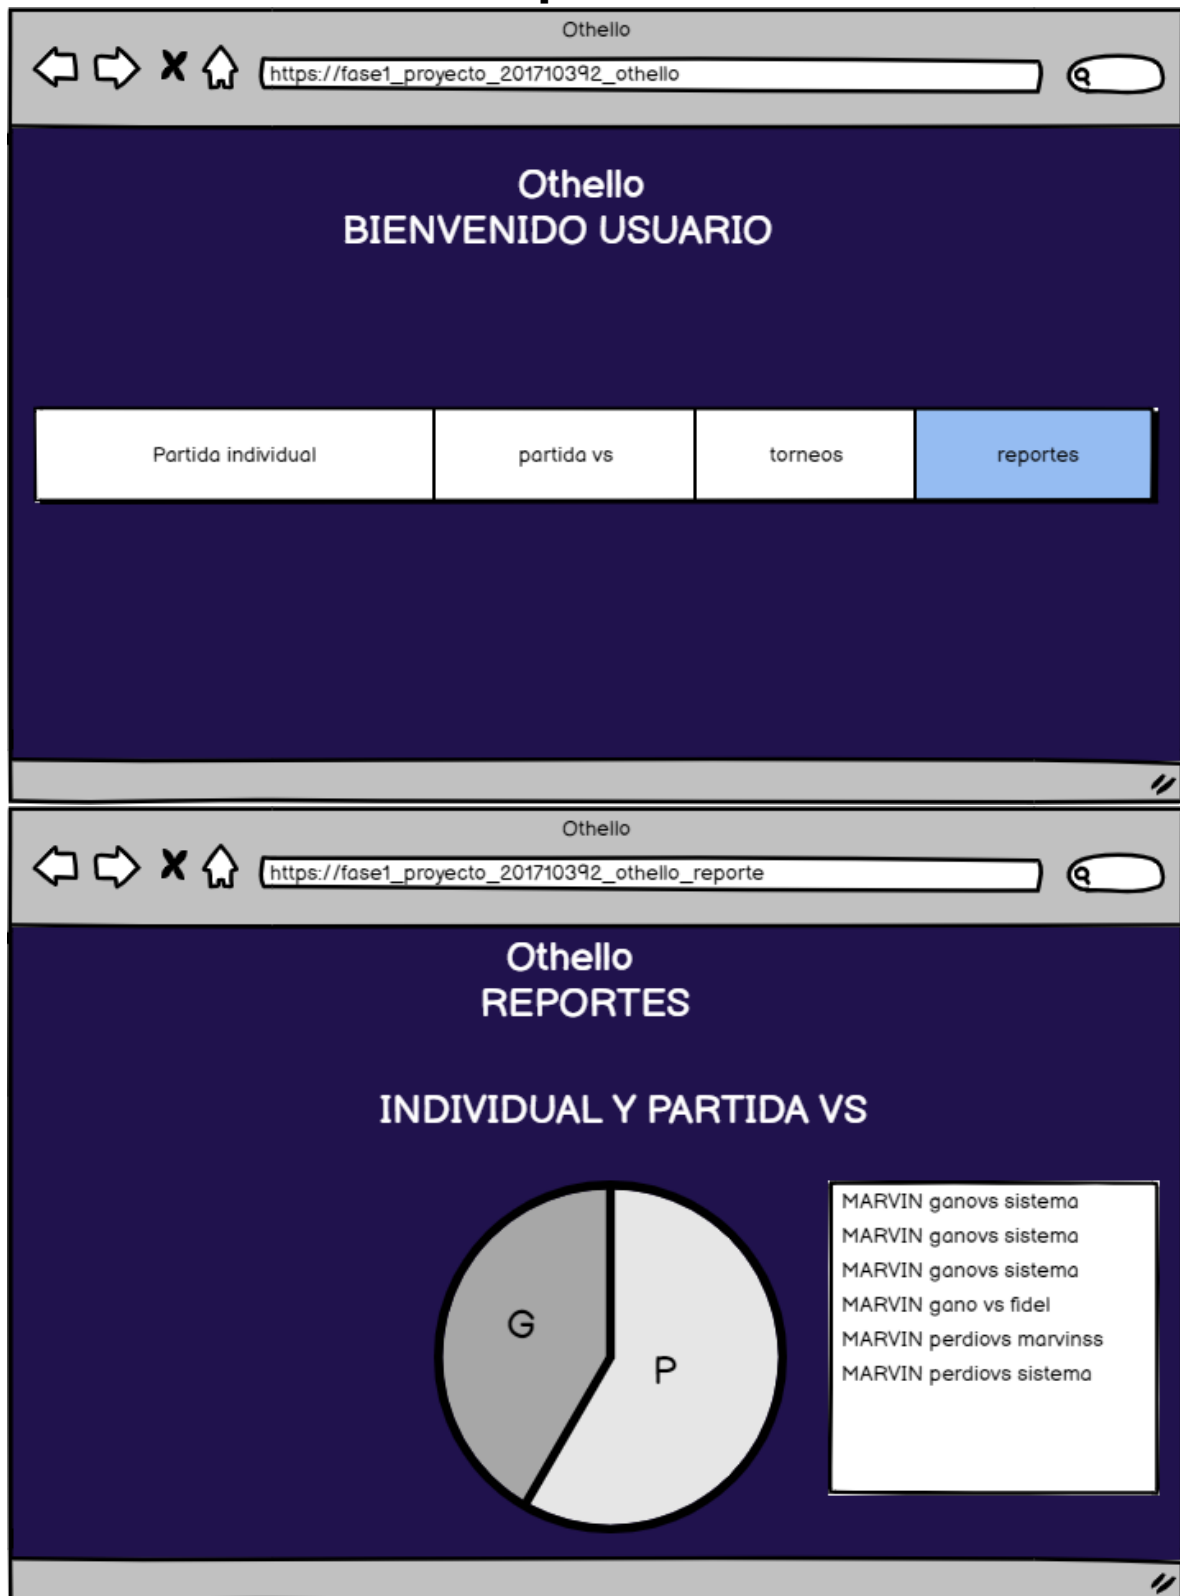 Othello
https://fase1_proyecto_201710392_othello
Othello
BIENVENIDO USUARIO
Partida individual
partida vs
torneos
reportes
Othello
https://fase1_proyecto_201710392_othello_reporte
Othello
REPORTES
INDIVIDUAL Y PARTIDA VS
G
P
MARVIN ganovs sistema
MARVIN ganovs sistema
MARVIN ganovs sistema
MARVIN gano vs fidel
MARVIN perdiovs marvinss
MARVIN perdiovs sistema